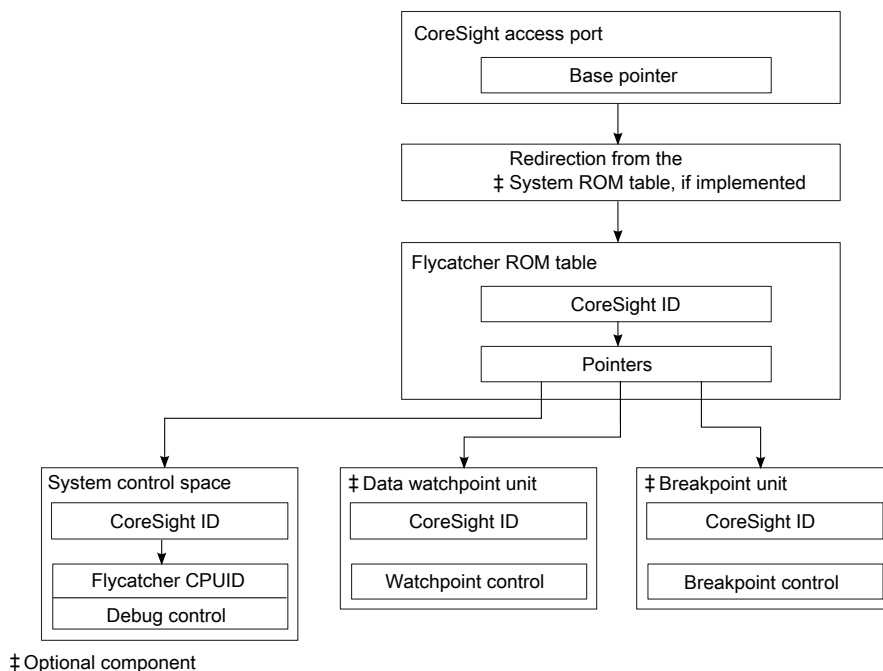 CoreSight access port
Base pointer
Redirection from the
‡ System ROM table, if implemented
Flycatcher ROM table
CoreSight ID
Pointers
System control space
CoreSight ID
Flycatcher CPUID
Debug control
‡ Data watchpoint unit
CoreSight ID
Watchpoint control
‡ Breakpoint unit
CoreSight ID
Breakpoint control
‡ Optional component